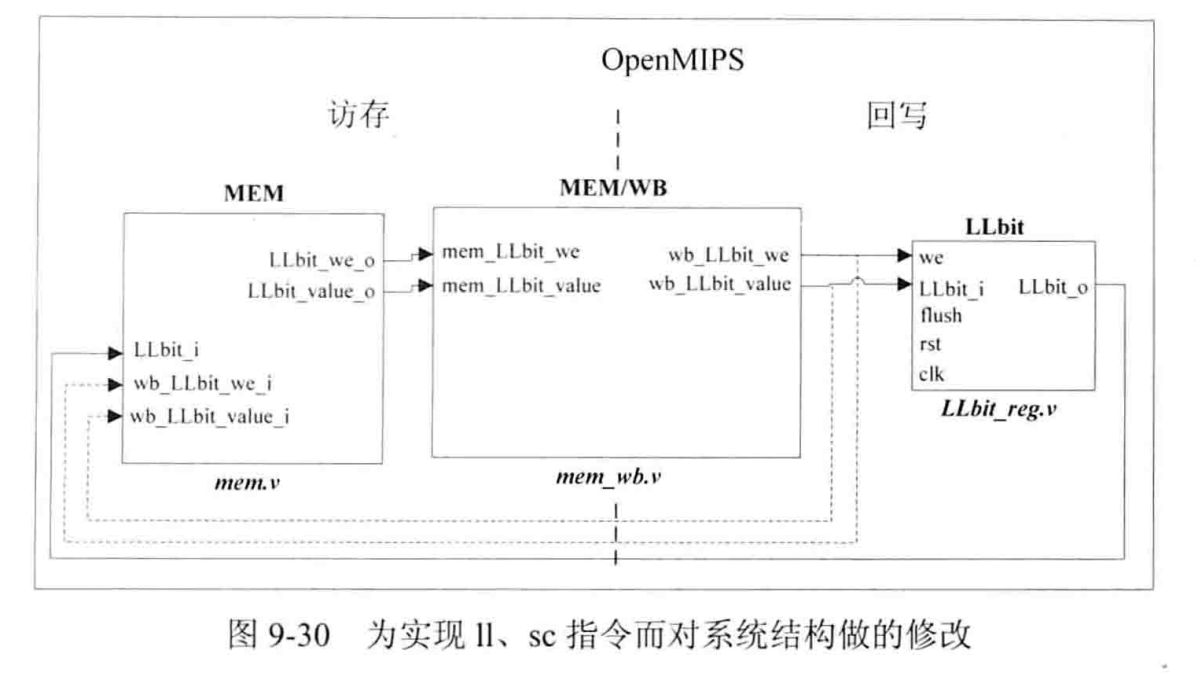 OpenMIPS
访存
回写
MEM
LLbit_we_o
LLbit_value_o
LLbit_i
wb_LLbit_we_i
wb_LLbit_value_i
mem.v
MEM/WB
mem_LLbit_we
mem_LLbit_value
wb_LLbit_we
wb_LLbit_value
mem_wb.v
LLbit
we
LLbit_i
flush
rst
clk
LLbit_o
LLbit_reg.v
图 9-30 为实现 ll、sc 指令而对系统结构做的修改